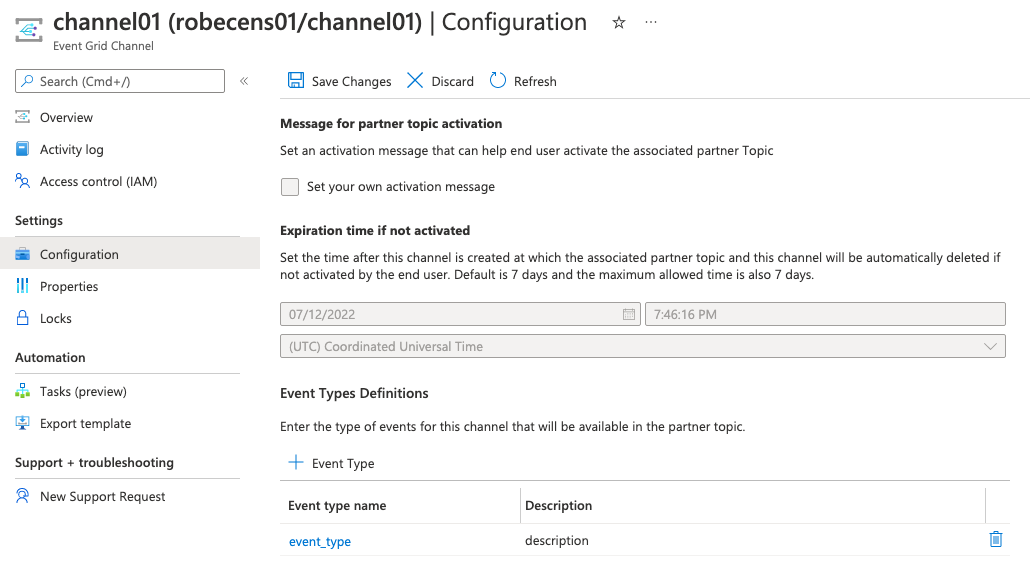 channel01 (robecens01/channel01) | Configuration ☆ ...
Event Grid Channel
Search (Cmd+/) «
Overview
Activity log
Access control (IAM)
Settings
Configuration
Properties
Locks
Automation
Tasks (preview)
Export template
Support + troubleshooting
New Support Request
Save Changes Discard Refresh
Message for partner topic activation
Set an activation message that can help end user activate the associated partner Topic
Set your own activation message
Expiration time if not activated
Set the time after this channel is created at which the associated partner topic and this channel will be automatically deleted if
not activated by the end user. Default is 7 days and the maximum allowed time is also 7 days.
07/12/2022 7:46:16 PM
(UTC) Coordinated Universal Time
Event Types Definitions
Enter the type of events for this channel that will be available in the partner topic.
+ Event Type
Event type name Description
event_type description